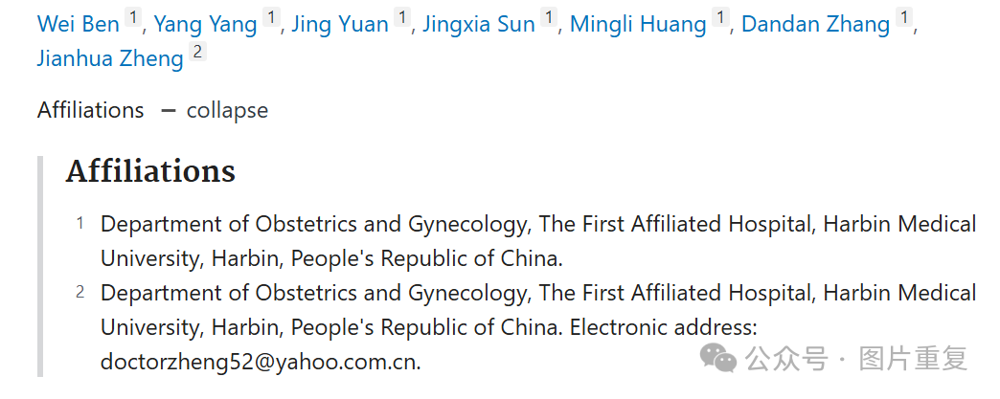 Wei Ben 1, Yang Yang 1, Jing Yuan 1, Jingxia Sun 1, Mingli Huang 1, Dandan Zhang 1,
Jianhua Zheng 2
Affiliations — collapse
Affiliations
1 Department of Obstetrics and Gynecology, The First Affiliated Hospital, Harbin Medical
University, Harbin, People's Republic of China.
2 Department of Obstetrics and Gynecology, The First Affiliated Hospital, Harbin Medical
University, Harbin, People's Republic of China. Electronic address:
doctorzheng52@yahoo.com.cn.
公众号 · 图片重复